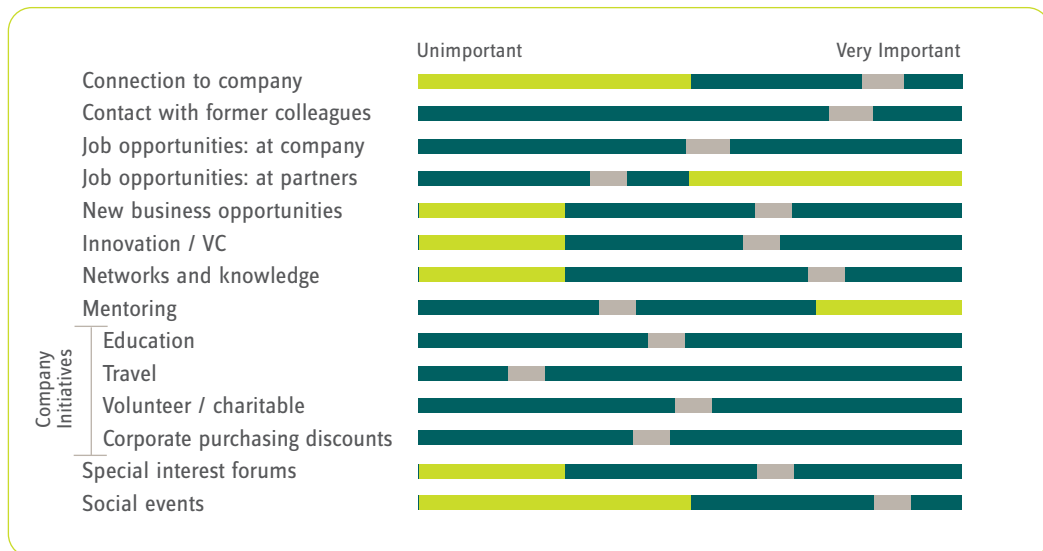 Unimportant
Very Important
Connection to company
Contact with former colleagues
Job opportunities: at company
Job opportunities: at partners
New business opportunities
Innovation / VC
Networks and knowledge
Mentoring
Company
Initiatives
Education
Travel
Volunteer / charitable
Corporate purchasing discounts
Special interest forums
Social events